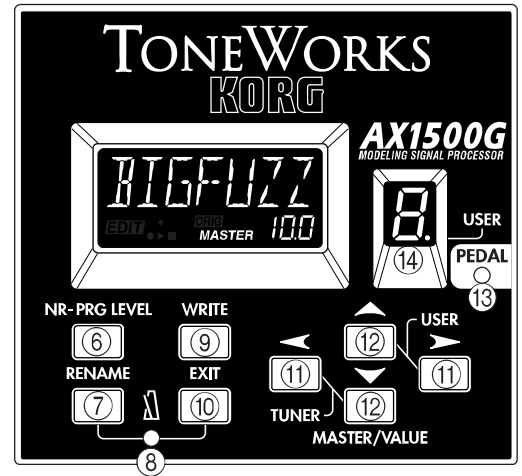 TONEWORKS
KORG
AX1500G
MODELING SIGNAL PROCESSOR
BIGFUZZ
EDIT ORIG MASTER 10.0
8.
USER
14
PEDAL
13
NR-PRG LEVEL WRITE
6 9
USER
12
RENAME EXIT
11 11
7 10
12
TUNER
MASTER/VALUE
8